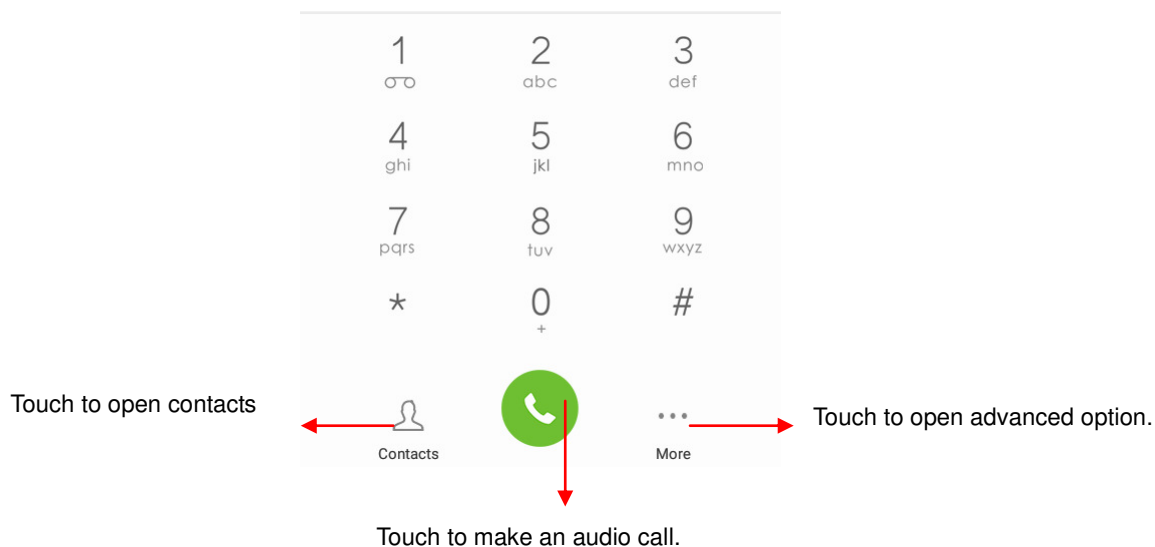 1 2 3
abc def
4 5 6
ghi jkl mno
7 8 9
pqrs tuv wxyz
* 0 #
+
Touch to open contacts
Touch to open advanced option.
Contacts More
Touch to make an audio call.